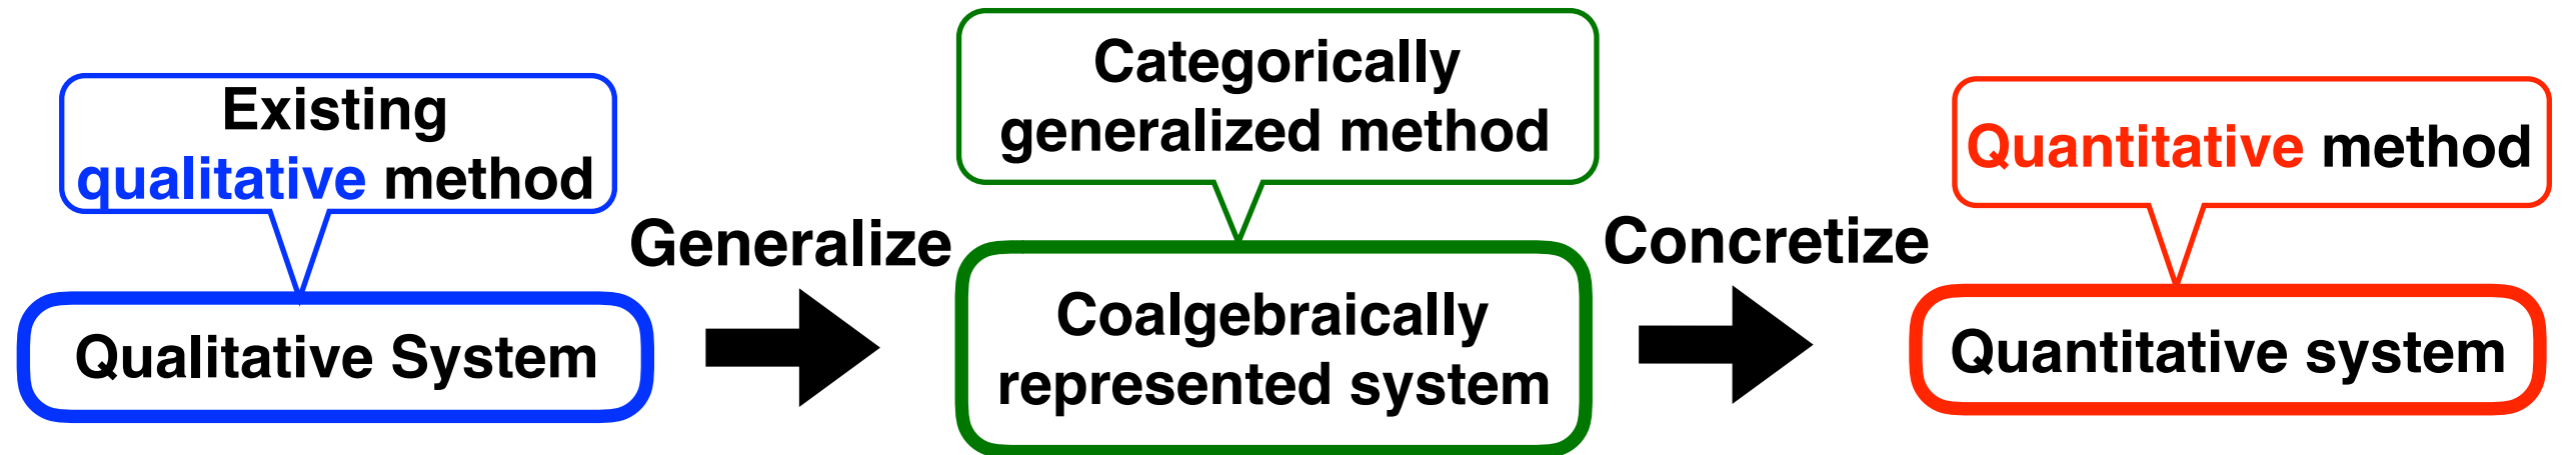 Existing
qualitative method
Qualitative System
Generalize
Categorically
generalized method
Coalgebraically
represented system
Concretize
Quantitative method
Quantitative system